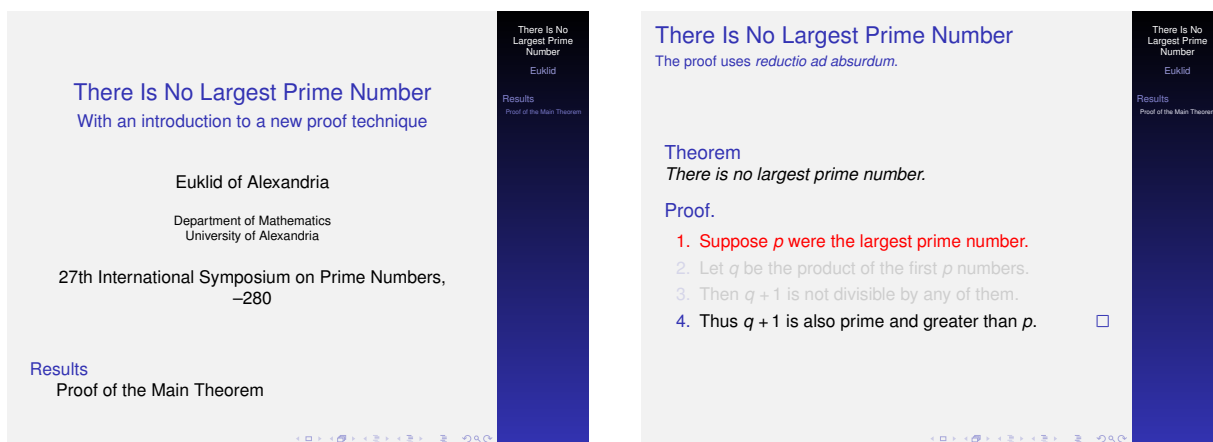 There Is No Largest Prime Number
With an introduction to a new proof technique
Euklid of Alexandria
Department of Mathematics
University of Alexandria
27th International Symposium on Prime Numbers,
–280
Results
Proof of the Main Theorem
There Is No
Largest Prime
Number
Euklid
Results
Proof of the Main Theorem
There Is No Largest Prime Number
The proof uses reductio ad absurdum.
Theorem
There is no largest prime number.
Proof.
1. Suppose p were the largest prime number.
2. Let q be the product of the first p numbers.
3. Then q + 1 is not divisible by any of them.
4. Thus q + 1 is also prime and greater than p. □
There Is No
Largest Prime
Number
Euklid
Results
Proof of the Main Theorem